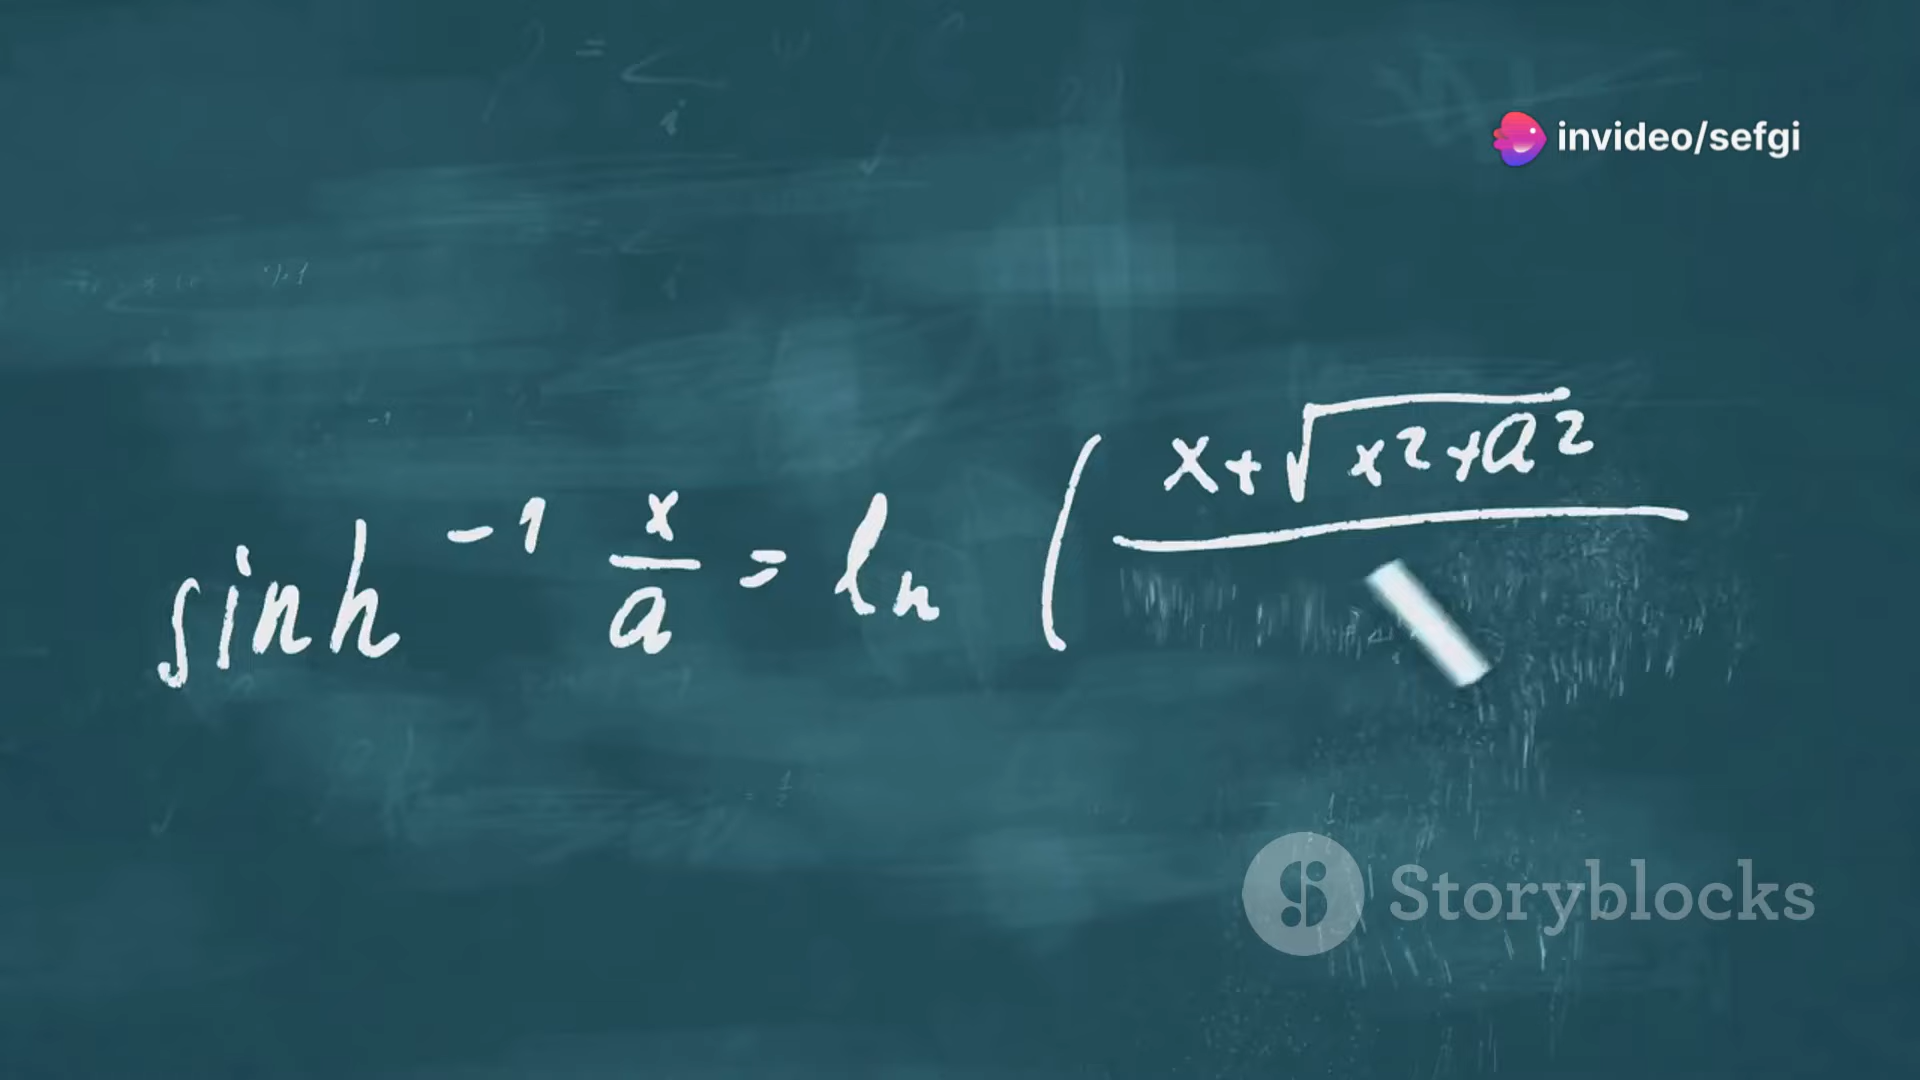 invideo/sefgi
sinh⁻¹ x/a = ln ( x+√x²+a²
Storyblocks